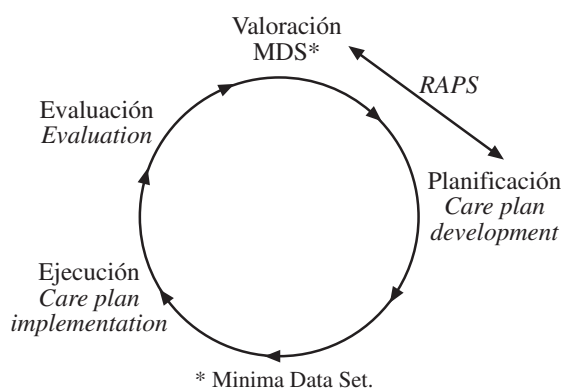 Valoración
MDS*
RAPS
Evaluación
Evaluation
Planificación
Care plan
development
Ejecución
Care plan
implementation
* Minima Data Set.